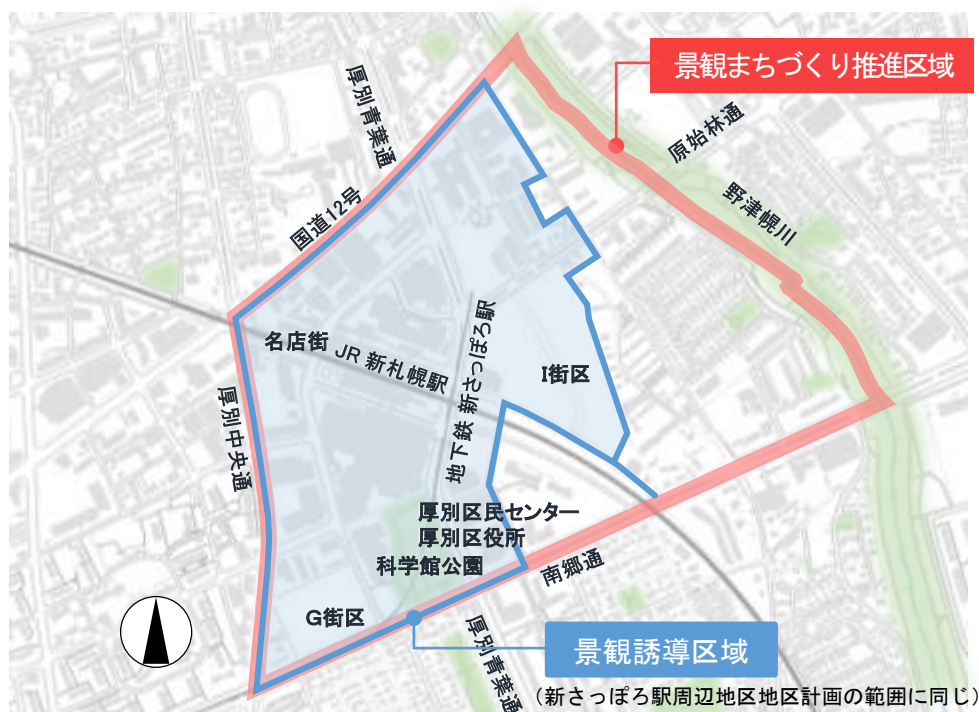 景観まちづくり推進区域
厚別青葉通
原始林通
野津幌川
国道12号
名店街
JR 新札幌駅
地下鉄 新さっぽろ駅
I街区
厚別中央通
厚別区民センター
厚別区役所
科学館公園
南郷通
G街区
厚別青葉通
景観誘導区域
(新さっぽろ駅周辺地区地区計画の範囲に同じ)